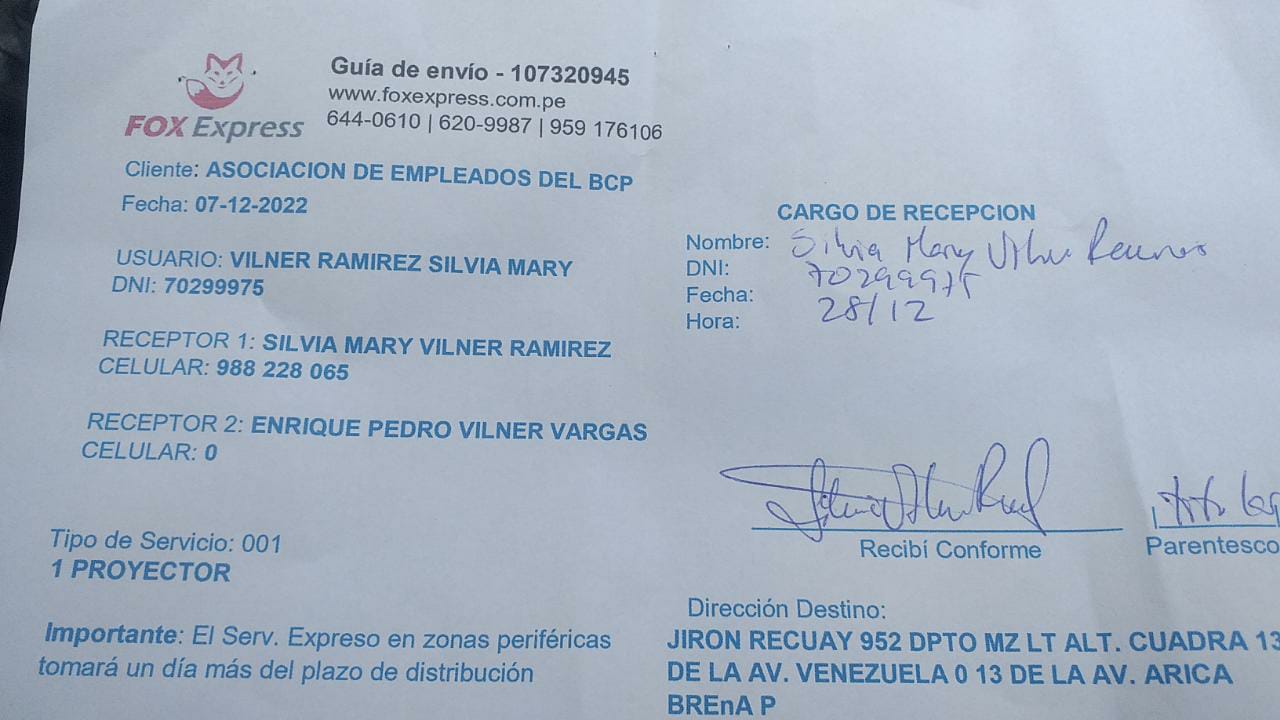 Guía de envío - 107320945
www.foxexpress.com.pe
644-0610 | 620-9987 | 959 176106
FOX Express
Cliente: ASOCIACION DE EMPLEADOS DEL BCP
Fecha: 07-12-2022
USUARIO: VILNER RAMIREZ SILVIA MARY
DNI: 70299975
RECEPTOR 1: SILVIA MARY VILNER RAMIREZ
CELULAR: 988 228 065
RECEPTOR 2: ENRIQUE PEDRO VILNER VARGAS
CELULAR: 0
Tipo de Servicio: 001
1 PROYECTOR
Importante: El Serv. Expreso en zonas periféricas
tomará un día más del plazo de distribución
CARGO DE RECEPCION
Nombre: Silvia Mary Vilner
DNI: 70299975
Fecha: 28/12
Hora:
Recibí Conforme
Parentesco
Dirección Destino:
JIRON RECUAY 952 DPTO MZ LT ALT. CUADRA 13
DE LA AV. VENEZUELA 0 13 DE LA AV. ARICA
BREnA P